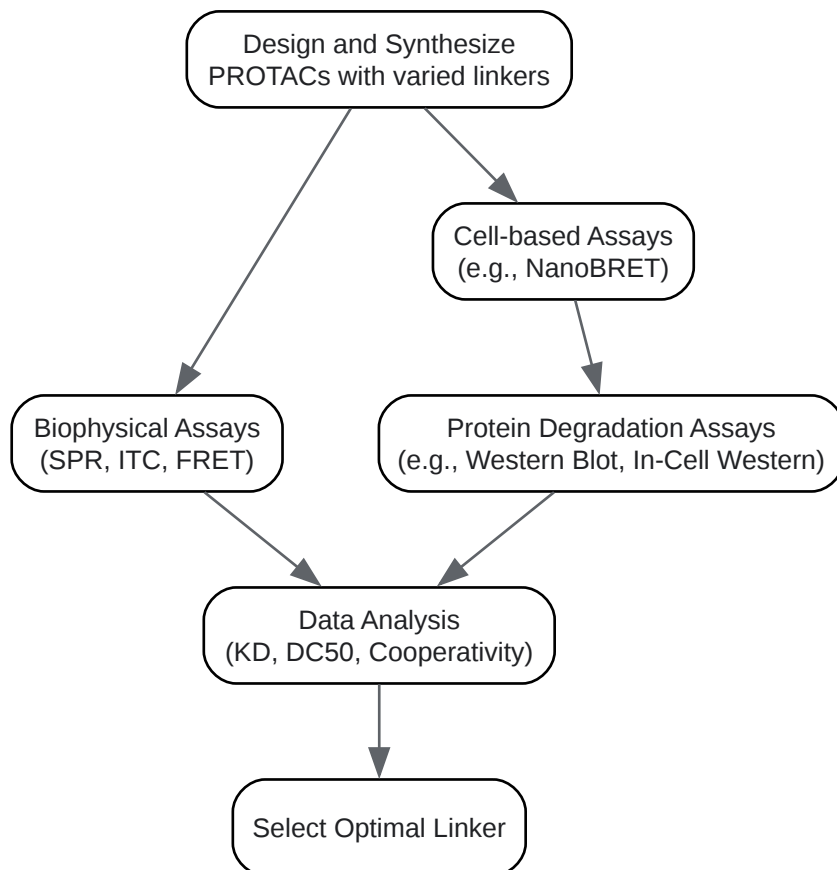 Design and Synthesize
PROTACs with varied linkers
Cell-based Assays
(e.g., NanoBRET)
Biophysical Assays
(SPR, ITC, FRET)
Protein Degradation Assays
(e.g., Western Blot, In-Cell Western)
Data Analysis
(KD, DC50, Cooperativity)
Select Optimal Linker